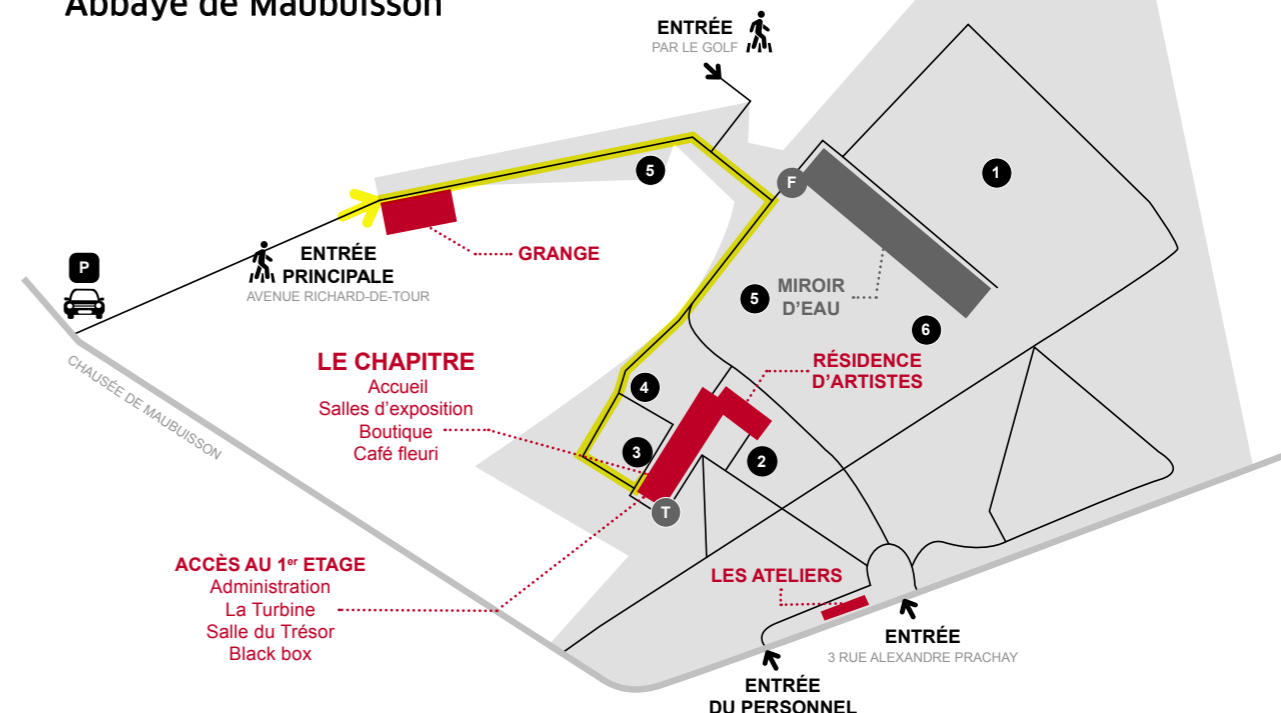 Abbaye de Maubuisson
ENTRÉE
PAR LE GOLF
1
5
F
GRANGE
ENTRÉE
PRINCIPALE
AVENUE RICHARD-DE-TOUR
P
CHAUSÉE DE MAUBUISSON
5
MIROIR
D'EAU
6
LE CHAPITRE
Accueil
Salles d'exposition
Boutique
Café fleuri
RÉSIDENCE
D'ARTISTES
4
3
2
T
ACCÈS AU 1er ETAGE
Administration
La Turbine
Salle du Trésor
Black box
LES ATELIERS
ENTRÉE
3 RUE ALEXANDRE PRACHAY
ENTRÉE
DU PERSONNEL